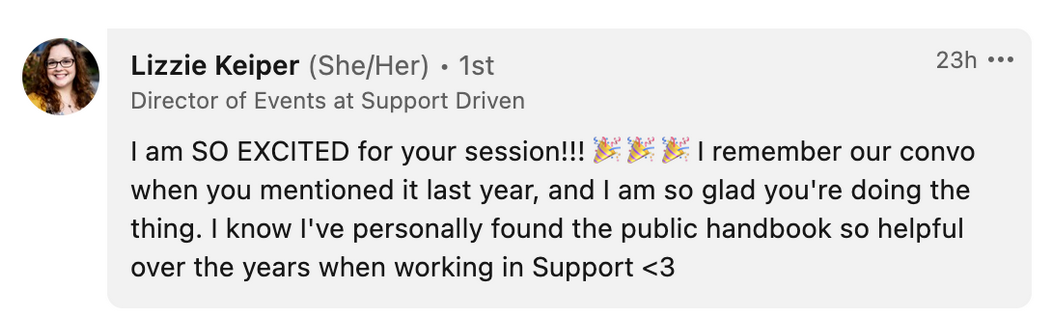 Lizzie Keiper (She/Her) • 1st
23h •••
Director of Events at Support Driven
I am SO EXCITED for your session!!! 🎉🎉🎉 I remember our convo
when you mentioned it last year, and I am so glad you're doing the
thing. I know I've personally found the public handbook so helpful
over the years when working in Support <3